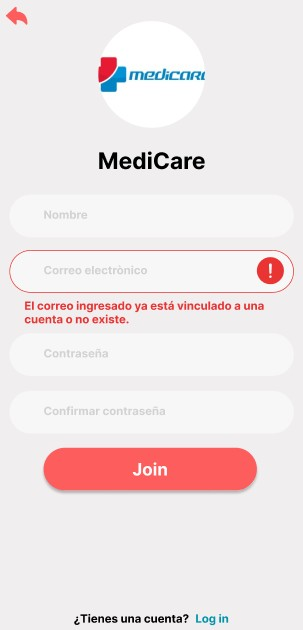 medicare
MediCare
Nombre
Correo electrònico
!
El correo ingresado ya está vinculado a una
cuenta o no existe.
Contraseña
Confirmar contraseña
Join
¿Tienes una cuenta? Log in